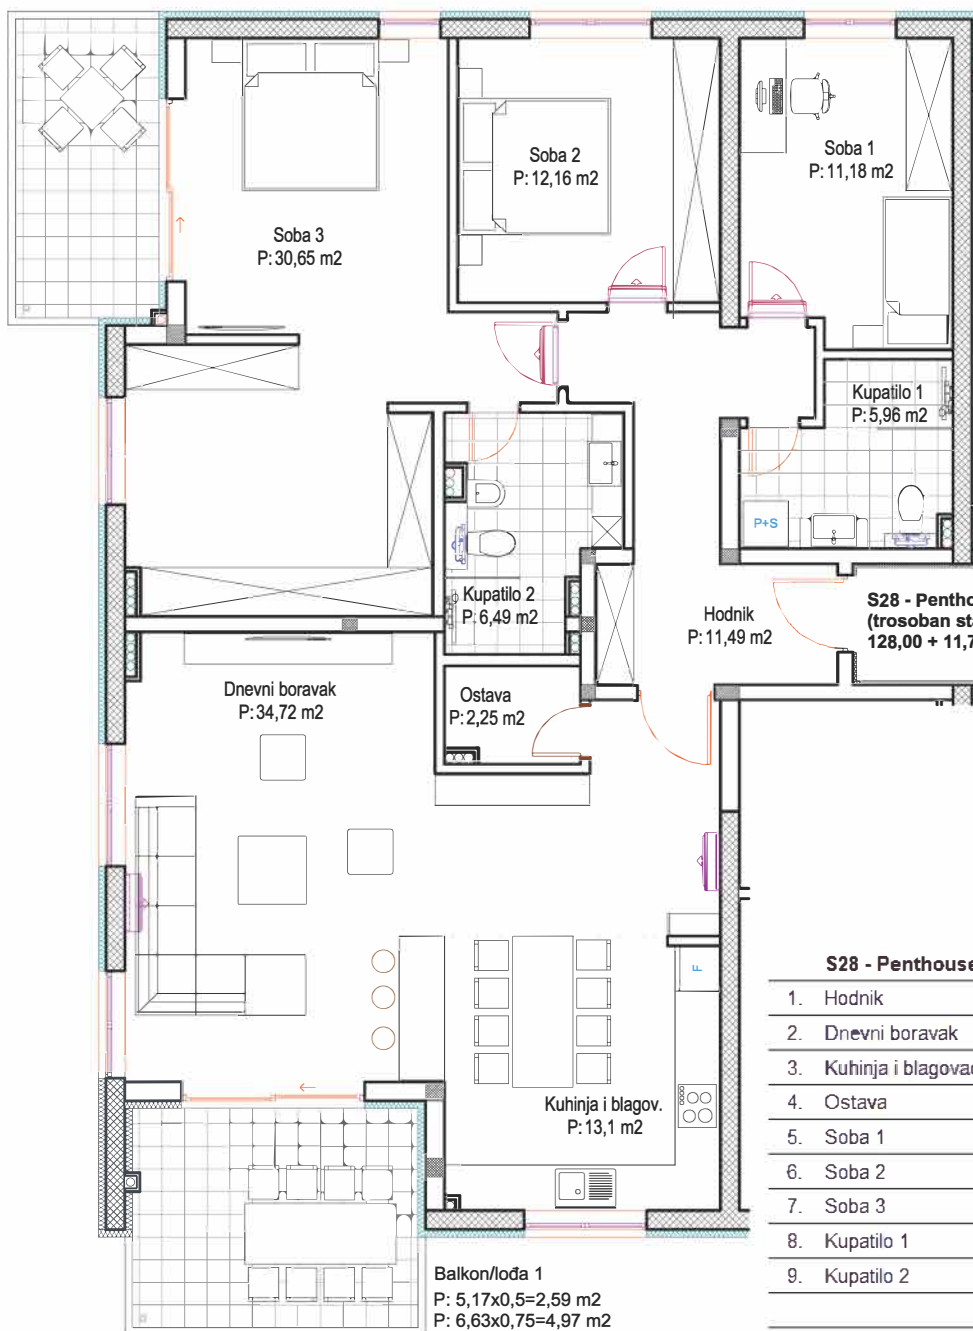 Soba 3
P: 30,65 m2
Soba 2
P: 12,16 m2
Soba 1
P: 11,18 m2
Kupatilo 1
P: 5,96 m2
P+S
Kupatilo 2
P: 6,49 m2
Hodnik
P: 11,49 m2
S28 - Pentho
(trosoban sta
128,00 + 11,7
Dnevni boravak
P: 34,72 m2
Ostava
P: 2,25 m2
F
Kuhinja i blagov.
P: 13,1 m2
Balkon/lođa 1
P: 5,17x0,5=2,59 m2
P: 6,63x0,75=4,97 m2
S28 - Penthouse
1. Hodnik
2. Dnevni boravak
3. Kuhinja i blagovao
4. Ostava
5. Soba 1
6. Soba 2
7. Soba 3
8. Kupatilo 1
9. Kupatilo 2